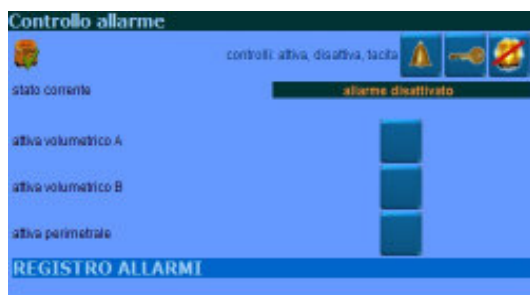 Controllo allarme
controlli: attiva, disattiva, tacita
stato corrente
allarme disattivato
attiva volumetrico A
attiva volumetrico B
attiva perimetrale
REGISTRO ALLARMI